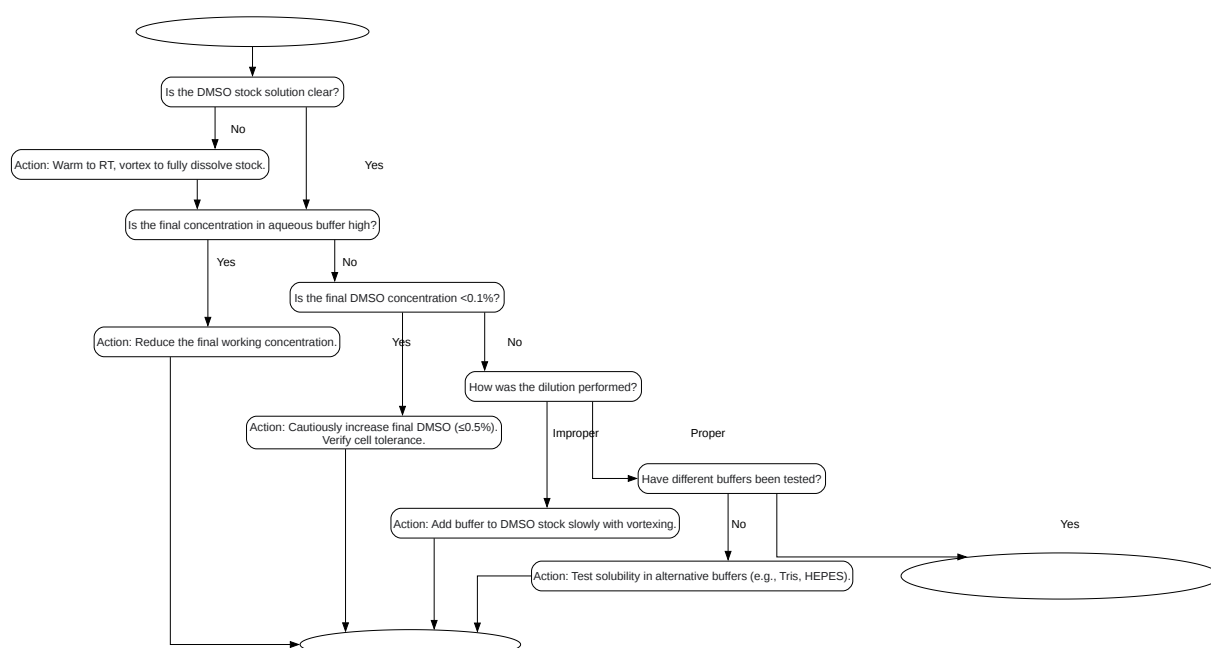 Is the DMSO stock solution clear?
No
Action: Warm to RT, vortex to fully dissolve stock.
Yes
Is the final concentration in aqueous buffer high?
Yes
No
Is the final DMSO concentration <0.1%?
Action: Reduce the final working concentration.
Yes
No
How was the dilution performed?
Action: Cautiously increase final DMSO (≤0.5%).
Verify cell tolerance.
Improper
Proper
Have different buffers been tested?
Action: Add buffer to DMSO stock slowly with vortexing.
No
Yes
Action: Test solubility in alternative buffers (e.g., Tris, HEPES).